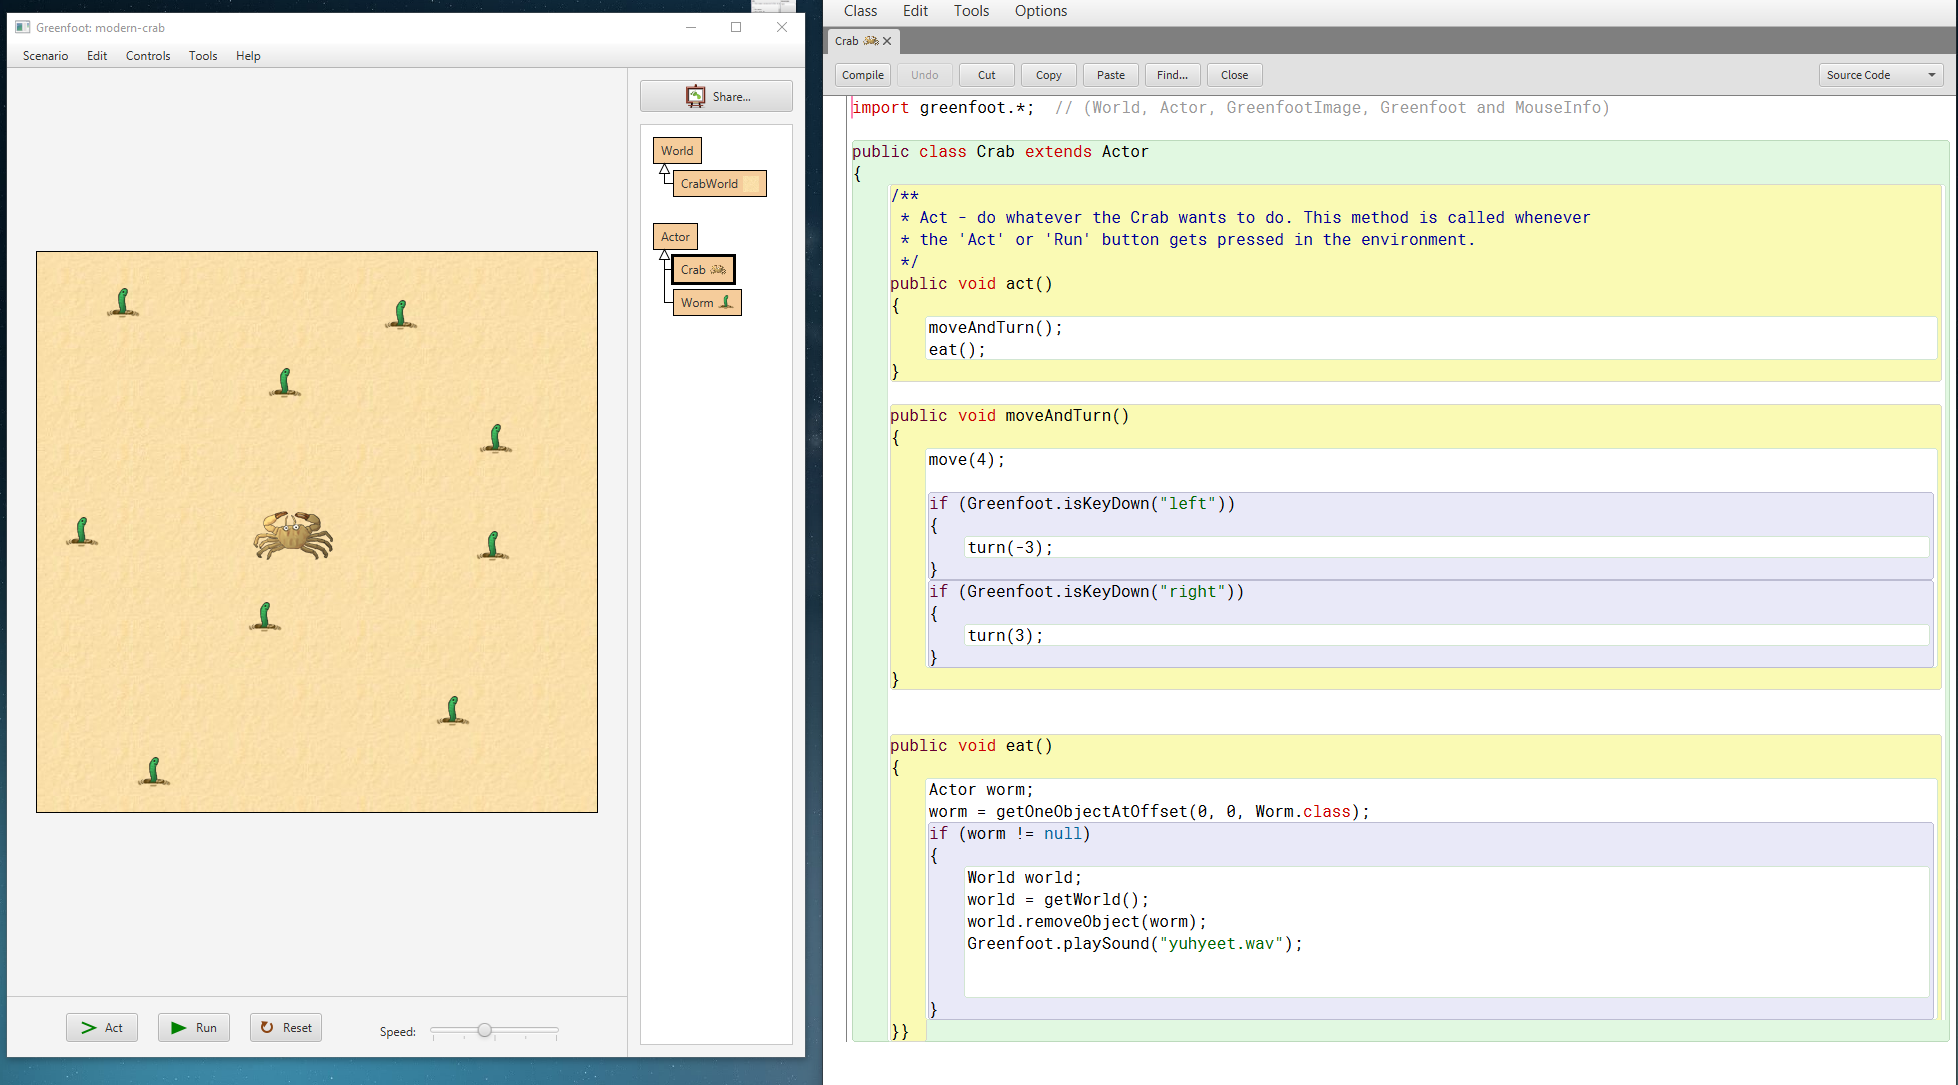 Greenfoot: modern-crab
Scenario Edit Controls Tools Help
Share...
World
CrabWorld
Actor
Crab
Worm
Act Run Reset Speed:
Class Edit Tools Options
Crab
Compile Undo Cut Copy Paste Find... Close Source Code
import greenfoot.*;  // (World, Actor, GreenfootImage, Greenfoot and MouseInfo)
public class Crab extends Actor
{
/**
* Act - do whatever the Crab wants to do. This method is called whenever
* the 'Act' or 'Run' button gets pressed in the environment.
*/
public void act()
{
moveAndTurn();
eat();
}
public void moveAndTurn()
{
move(4);
if (Greenfoot.isKeyDown("left"))
{
turn(-3);
}
if (Greenfoot.isKeyDown("right"))
{
turn(3);
}
}
public void eat()
{
Actor worm;
worm = getOneObjectAtOffset(0, 0, Worm.class);
if (worm != null)
{
World world;
world = getWorld();
world.removeObject(worm);
Greenfoot.playSound("yuhyeet.wav");
}
}}